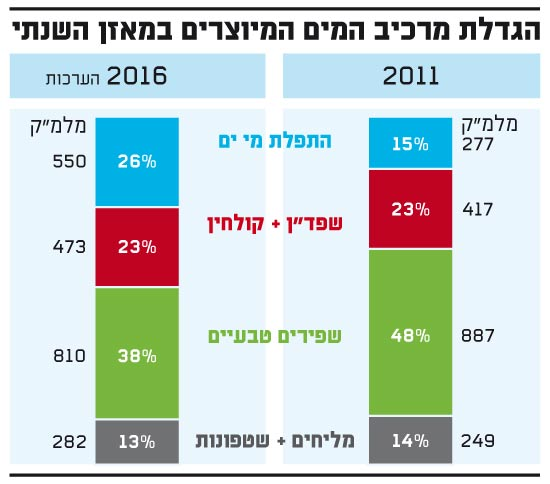 הגדלת מרכיב המים המיוצרים במאזן השנתי
2011
2016 הערכות
מלמ"ק
מלמ"ק
277
15%
התפלת מי ים
26%
550
417
23%
שפד"ן + קולחין
23%
473
887
48%
שפירים טבעיים
38%
810
249
14%
מליחים + שטפונות
13%
282